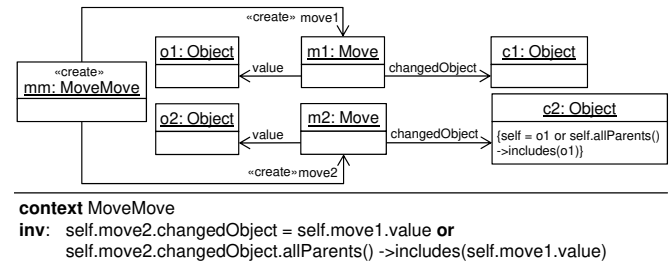 «create» move1
o1: Object
m1: Move
c1: Object
value
changedObject
«create»
mm: MoveMove
o2: Object
m2: Move
c2: Object
value
changedObject
{self = o1 or self.allParents()
->includes(o1)}
«create» move2
context MoveMove
inv: self.move2.changedObject = self.move1.value or
self.move2.changedObject.allParents() ->includes(self.move1.value)